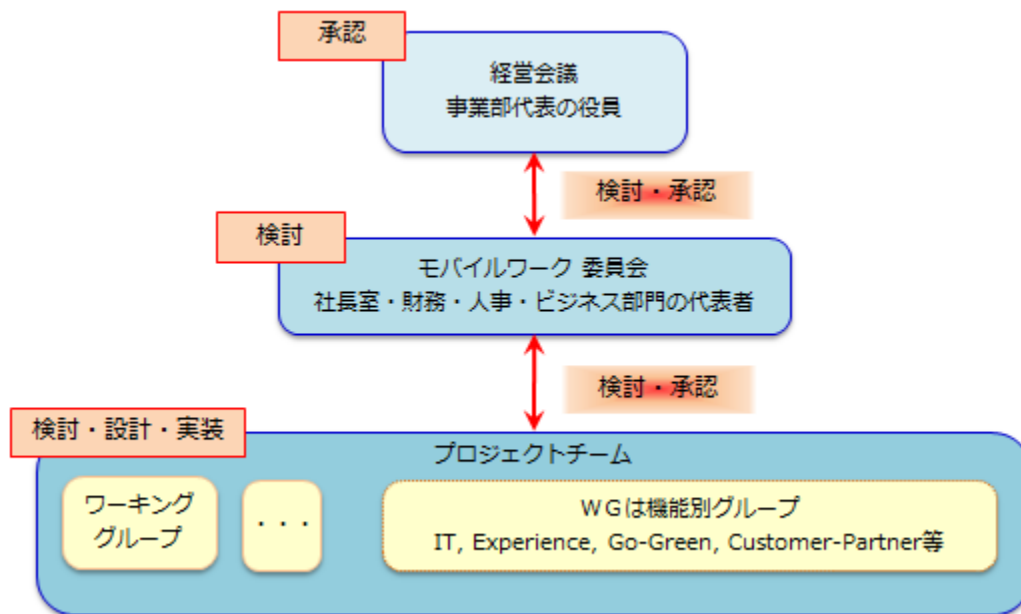 承認
経営会議
事業部代表の役員
検討・承認
検討
モバイルワーク 委員会
社長室・財務・人事・ビジネス部門の代表者
検討・承認
検討・設計・実装
プロジェクトチーム
ワーキング
グループ
・・・
ＷＧは機能別グループ
IT, Experience, Go-Green, Customer-Partner等